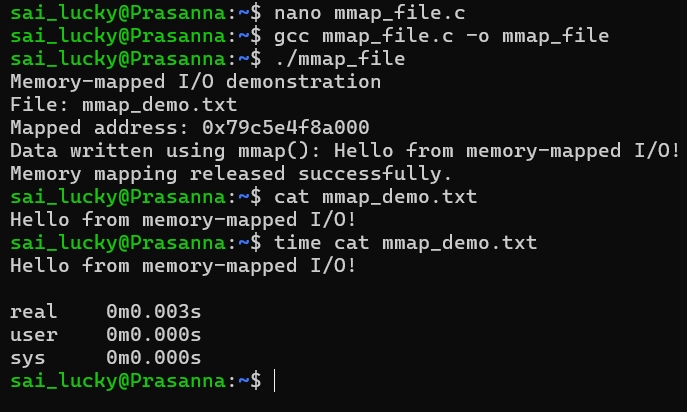 sai_lucky@Prasanna:~$ nano mmap_file.c
sai_lucky@Prasanna:~$ gcc mmap_file.c -o mmap_file
sai_lucky@Prasanna:~$ ./mmap_file
Memory-mapped I/O demonstration
File: mmap_demo.txt
Mapped address: 0x79c5e4f8a000
Data written using mmap(): Hello from memory-mapped I/O!
Memory mapping released successfully.
sai_lucky@Prasanna:~$ cat mmap_demo.txt
Hello from memory-mapped I/O!
sai_lucky@Prasanna:~$ time cat mmap_demo.txt
Hello from memory-mapped I/O!

real    0m0.003s
user    0m0.000s
sys     0m0.000s
sai_lucky@Prasanna:~$